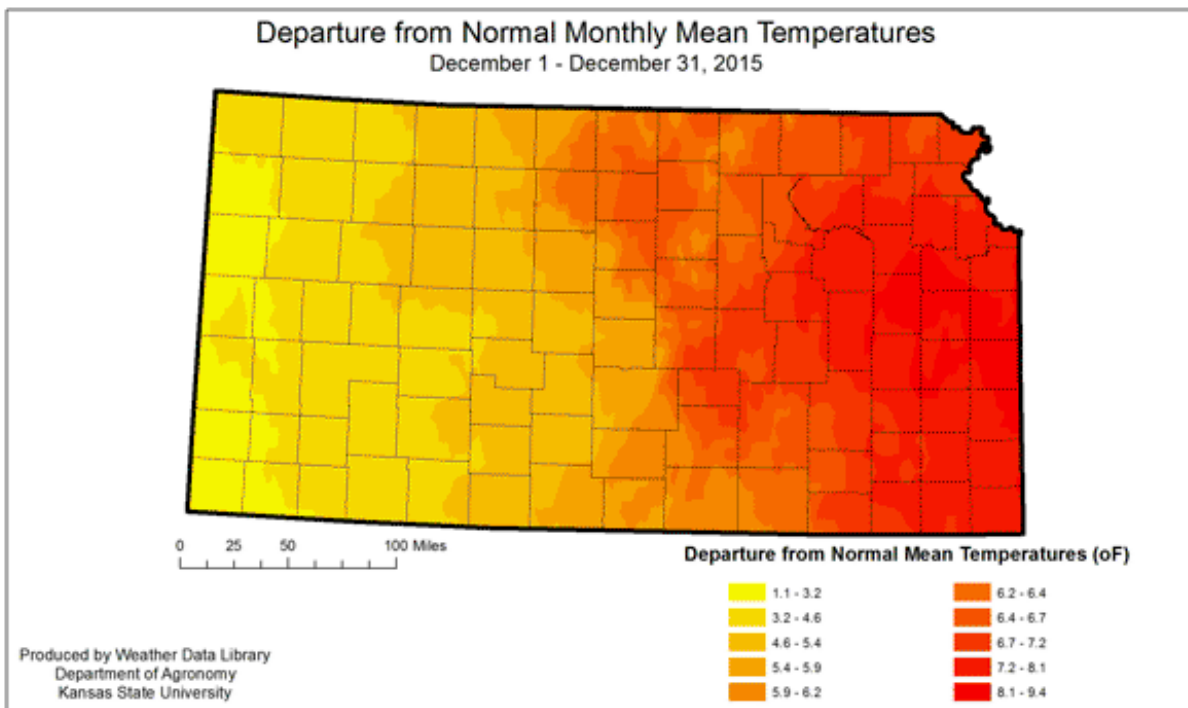 Departure from Normal Monthly Mean Temperatures
December 1 - December 31, 2015
0 25 50 100 Miles
Departure from Normal Mean Temperatures (oF)
1.1 - 3.2
3.2 - 4.6
4.6 - 5.4
5.4 - 5.9
5.9 - 6.2
6.2 - 6.4
6.4 - 6.7
6.7 - 7.2
7.2 - 8.1
8.1 - 9.4
Produced by Weather Data Library
Department of Agronomy
Kansas State University